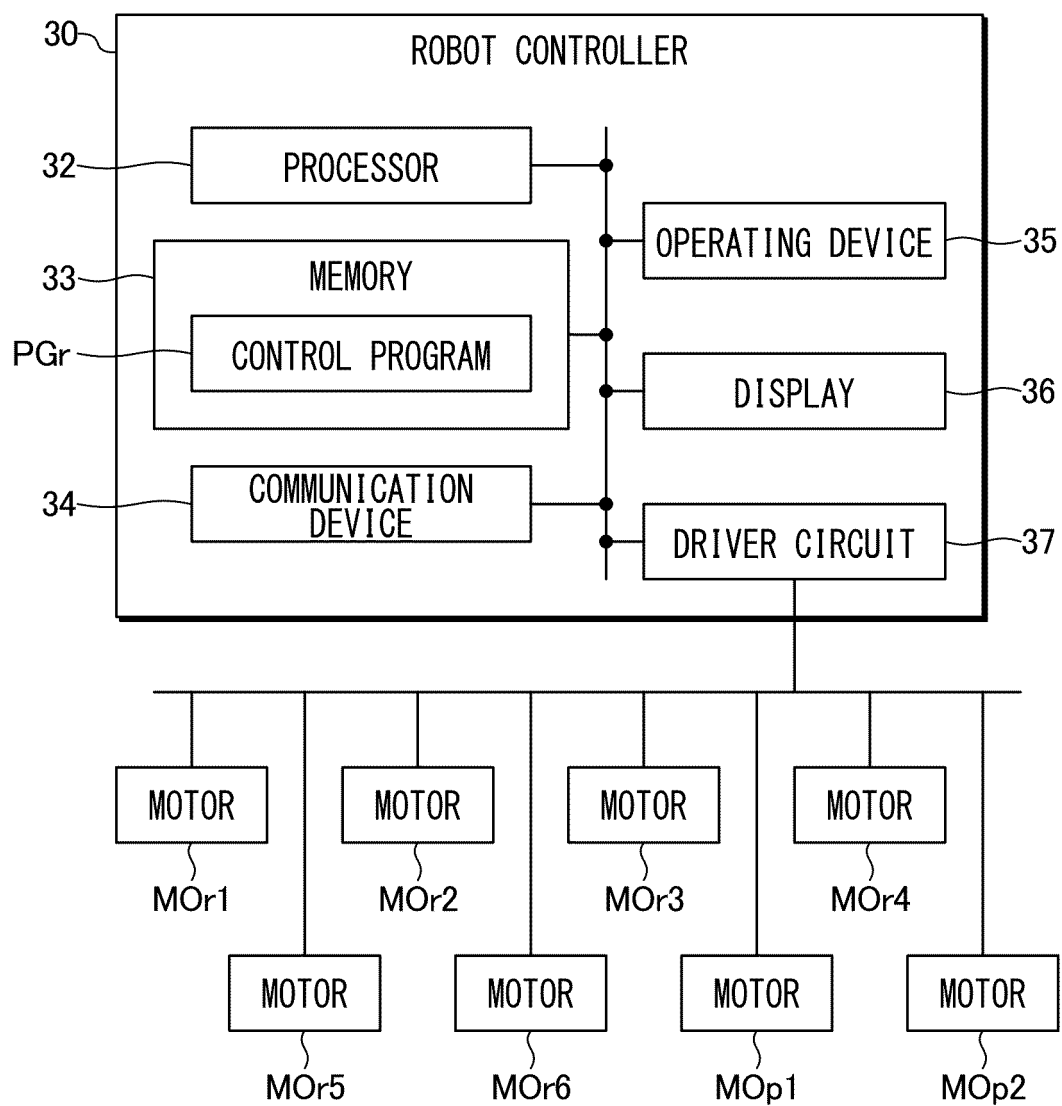 30
ROBOT CONTROLLER
32
PROCESSOR
OPERATING DEVICE
35
33
MEMORY
PGr
CONTROL PROGRAM
DISPLAY
36
34
COMMUNICATION
DEVICE
DRIVER CIRCUIT
37
MOTOR
MOTOR
MOTOR
MOTOR
MOr1
MOr2
MOr3
MOr4
MOTOR
MOTOR
MOTOR
MOTOR
MOr5
MOr6
MOp1
MOp2